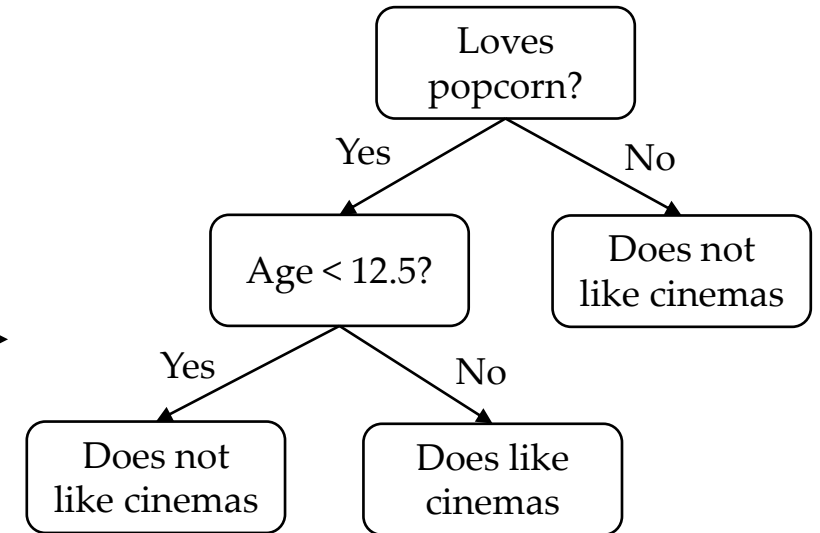 Loves
popcorn?
Yes
No
Age < 12.5?
Does not
like cinemas
Yes
No
Does not
like cinemas
Does like
cinemas